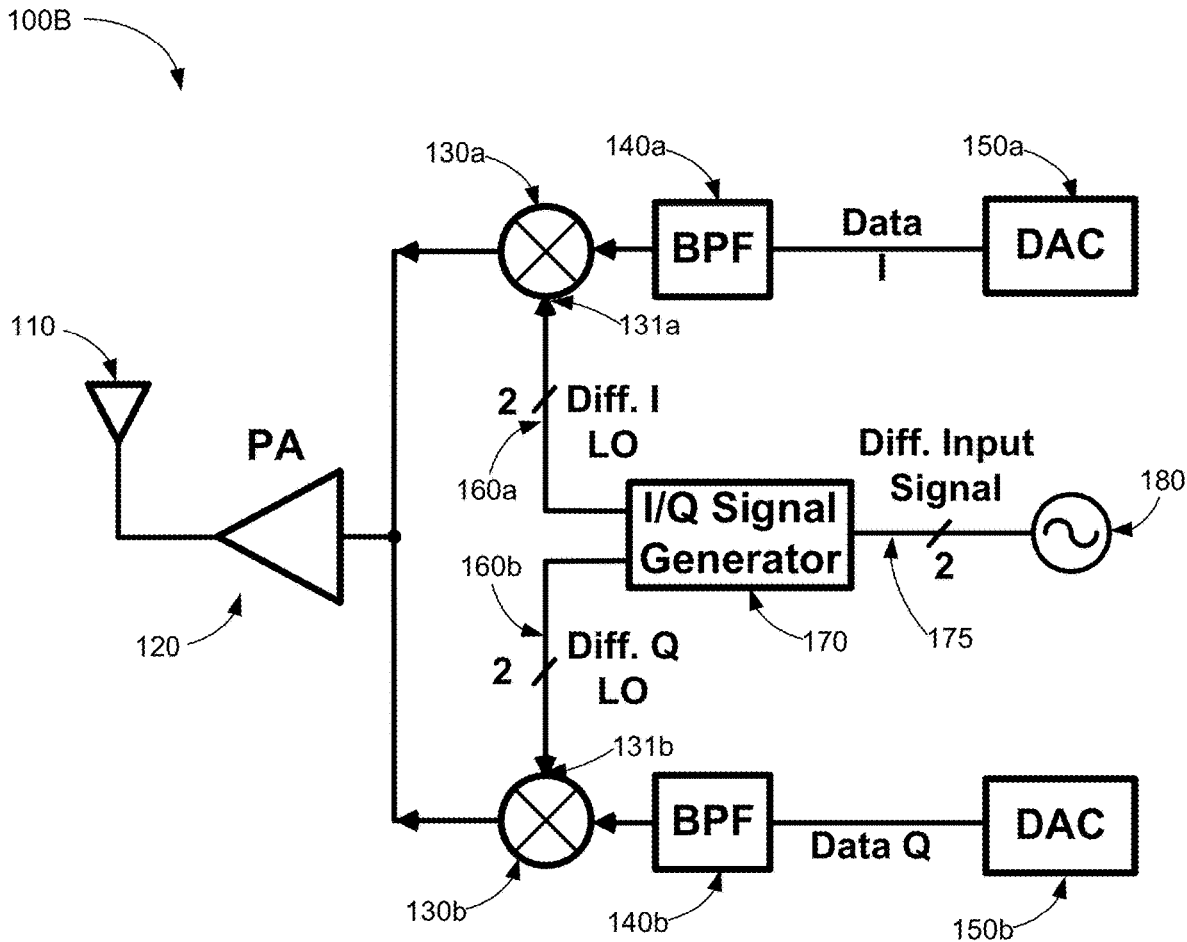 100B
130a
140a
150a
BPF
Data
I
DAC
131a
110
2
Diff. I
LO
160a
PA
Diff. Input
Signal
180
I/Q Signal
Generator
2
160b
170
175
120
2
Diff. Q
LO
131b
BPF
Data Q
DAC
130b
140b
150b